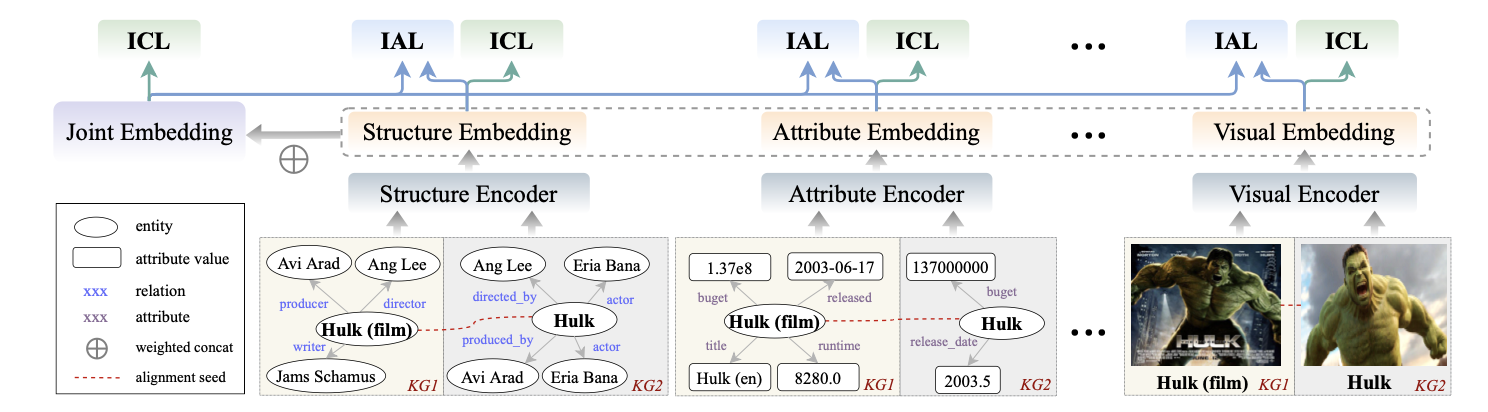 ICL
IAL
ICL
IAL
ICL
...
IAL
ICL
Joint Embedding
Structure Embedding
Attribute Embedding
...
Visual Embedding
Structure Encoder
Attribute Encoder
Visual Encoder
entity
attribute value
xxx relation
xxx attribute
weighted concat
alignment seed
Avi Arad
Ang Lee
producer
director
Hulk (film)
writer
Jams Schamus
KG1
Ang Lee
Eria Bana
directed_by
actor
Hulk
produced_by
actor
Avi Arad
Eria Bana
KG2
1.37e8
2003-06-17
buget
released
Hulk (film)
title
runtime
Hulk (en)
8280.0
KG1
137000000
buget
Hulk
release_date
2003.5
KG2
...
HULK
Hulk (film)
KG1
Hulk
KG2